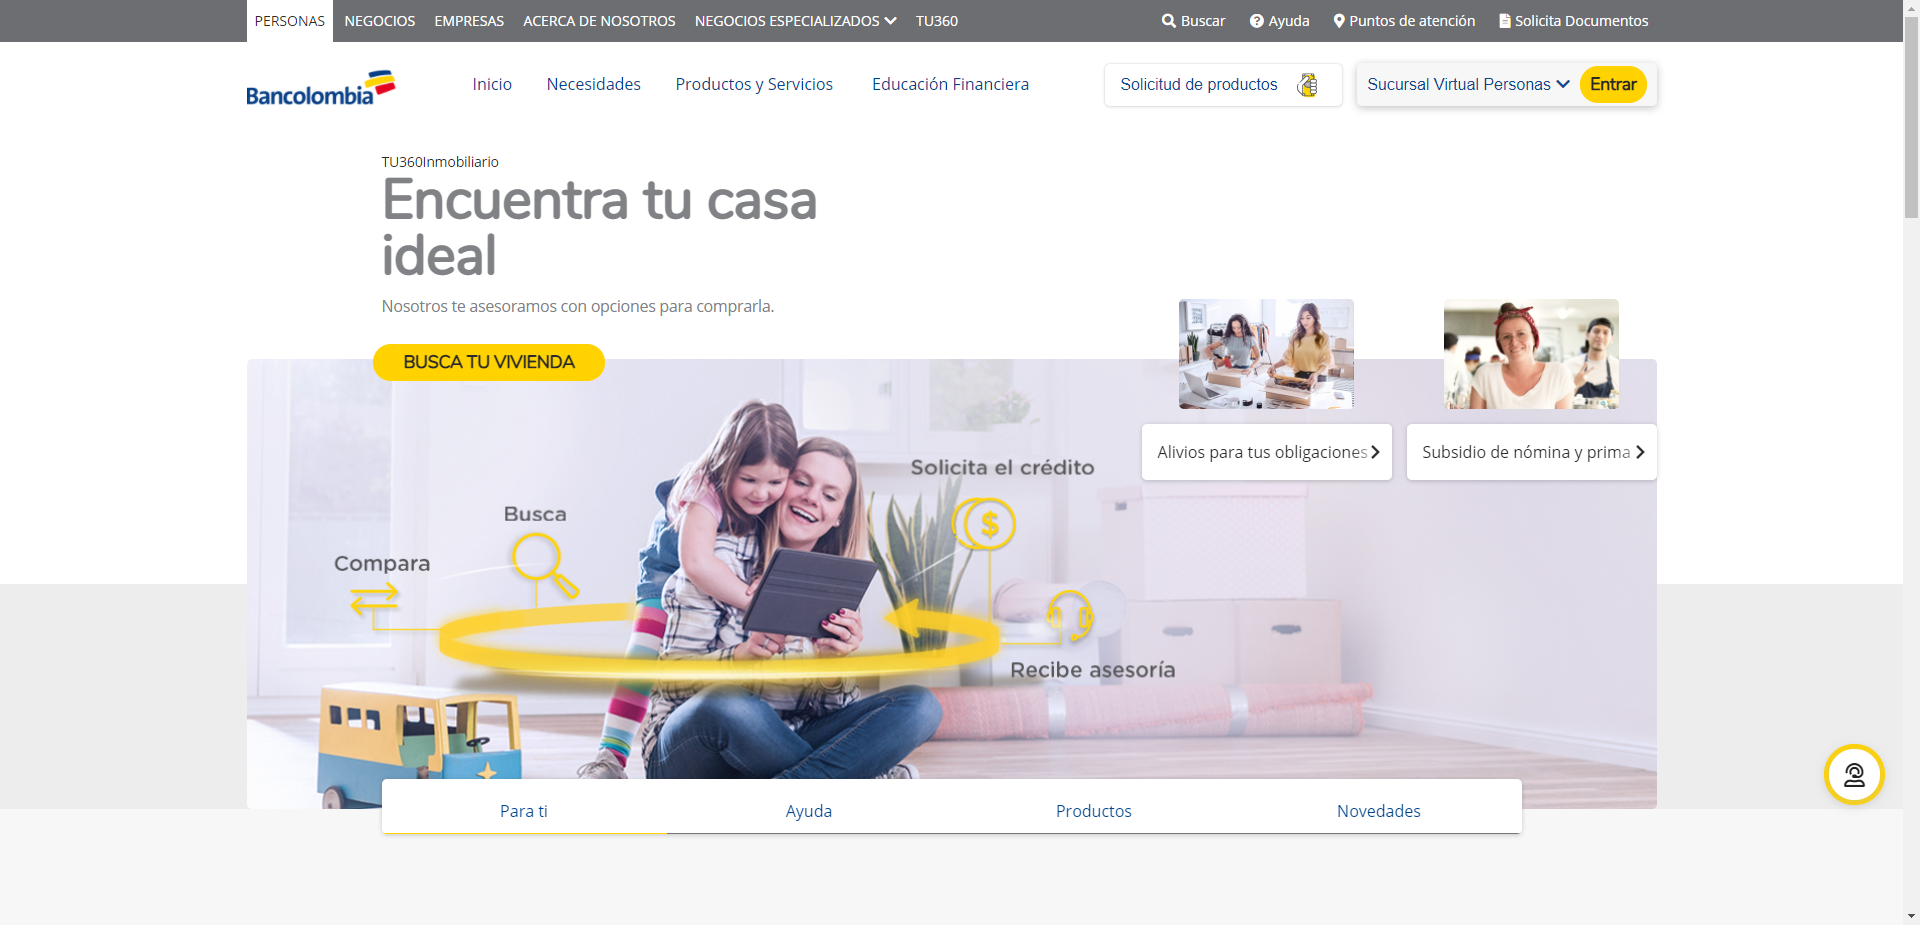 PERSONAS NEGOCIOS EMPRESAS ACERCA DE NOSOTROS NEGOCIOS ESPECIALIZADOS TU360 Buscar Ayuda Puntos de atención Solicita Documentos
Bancolombia Inicio Necesidades Productos y Servicios Educación Financiera Solicitud de productos Sucursal Virtual Personas Entrar
TU360Inmobiliario
Encuentra tu casa
ideal
Nosotros te asesoramos con opciones para comprarla.
BUSCA TU VIVIENDA
Alivios para tus obligaciones
Subsidio de nómina y prima
Solicita el crédito
Busca
Compara
$
Recibe asesoría
Para ti Ayuda Productos Novedades